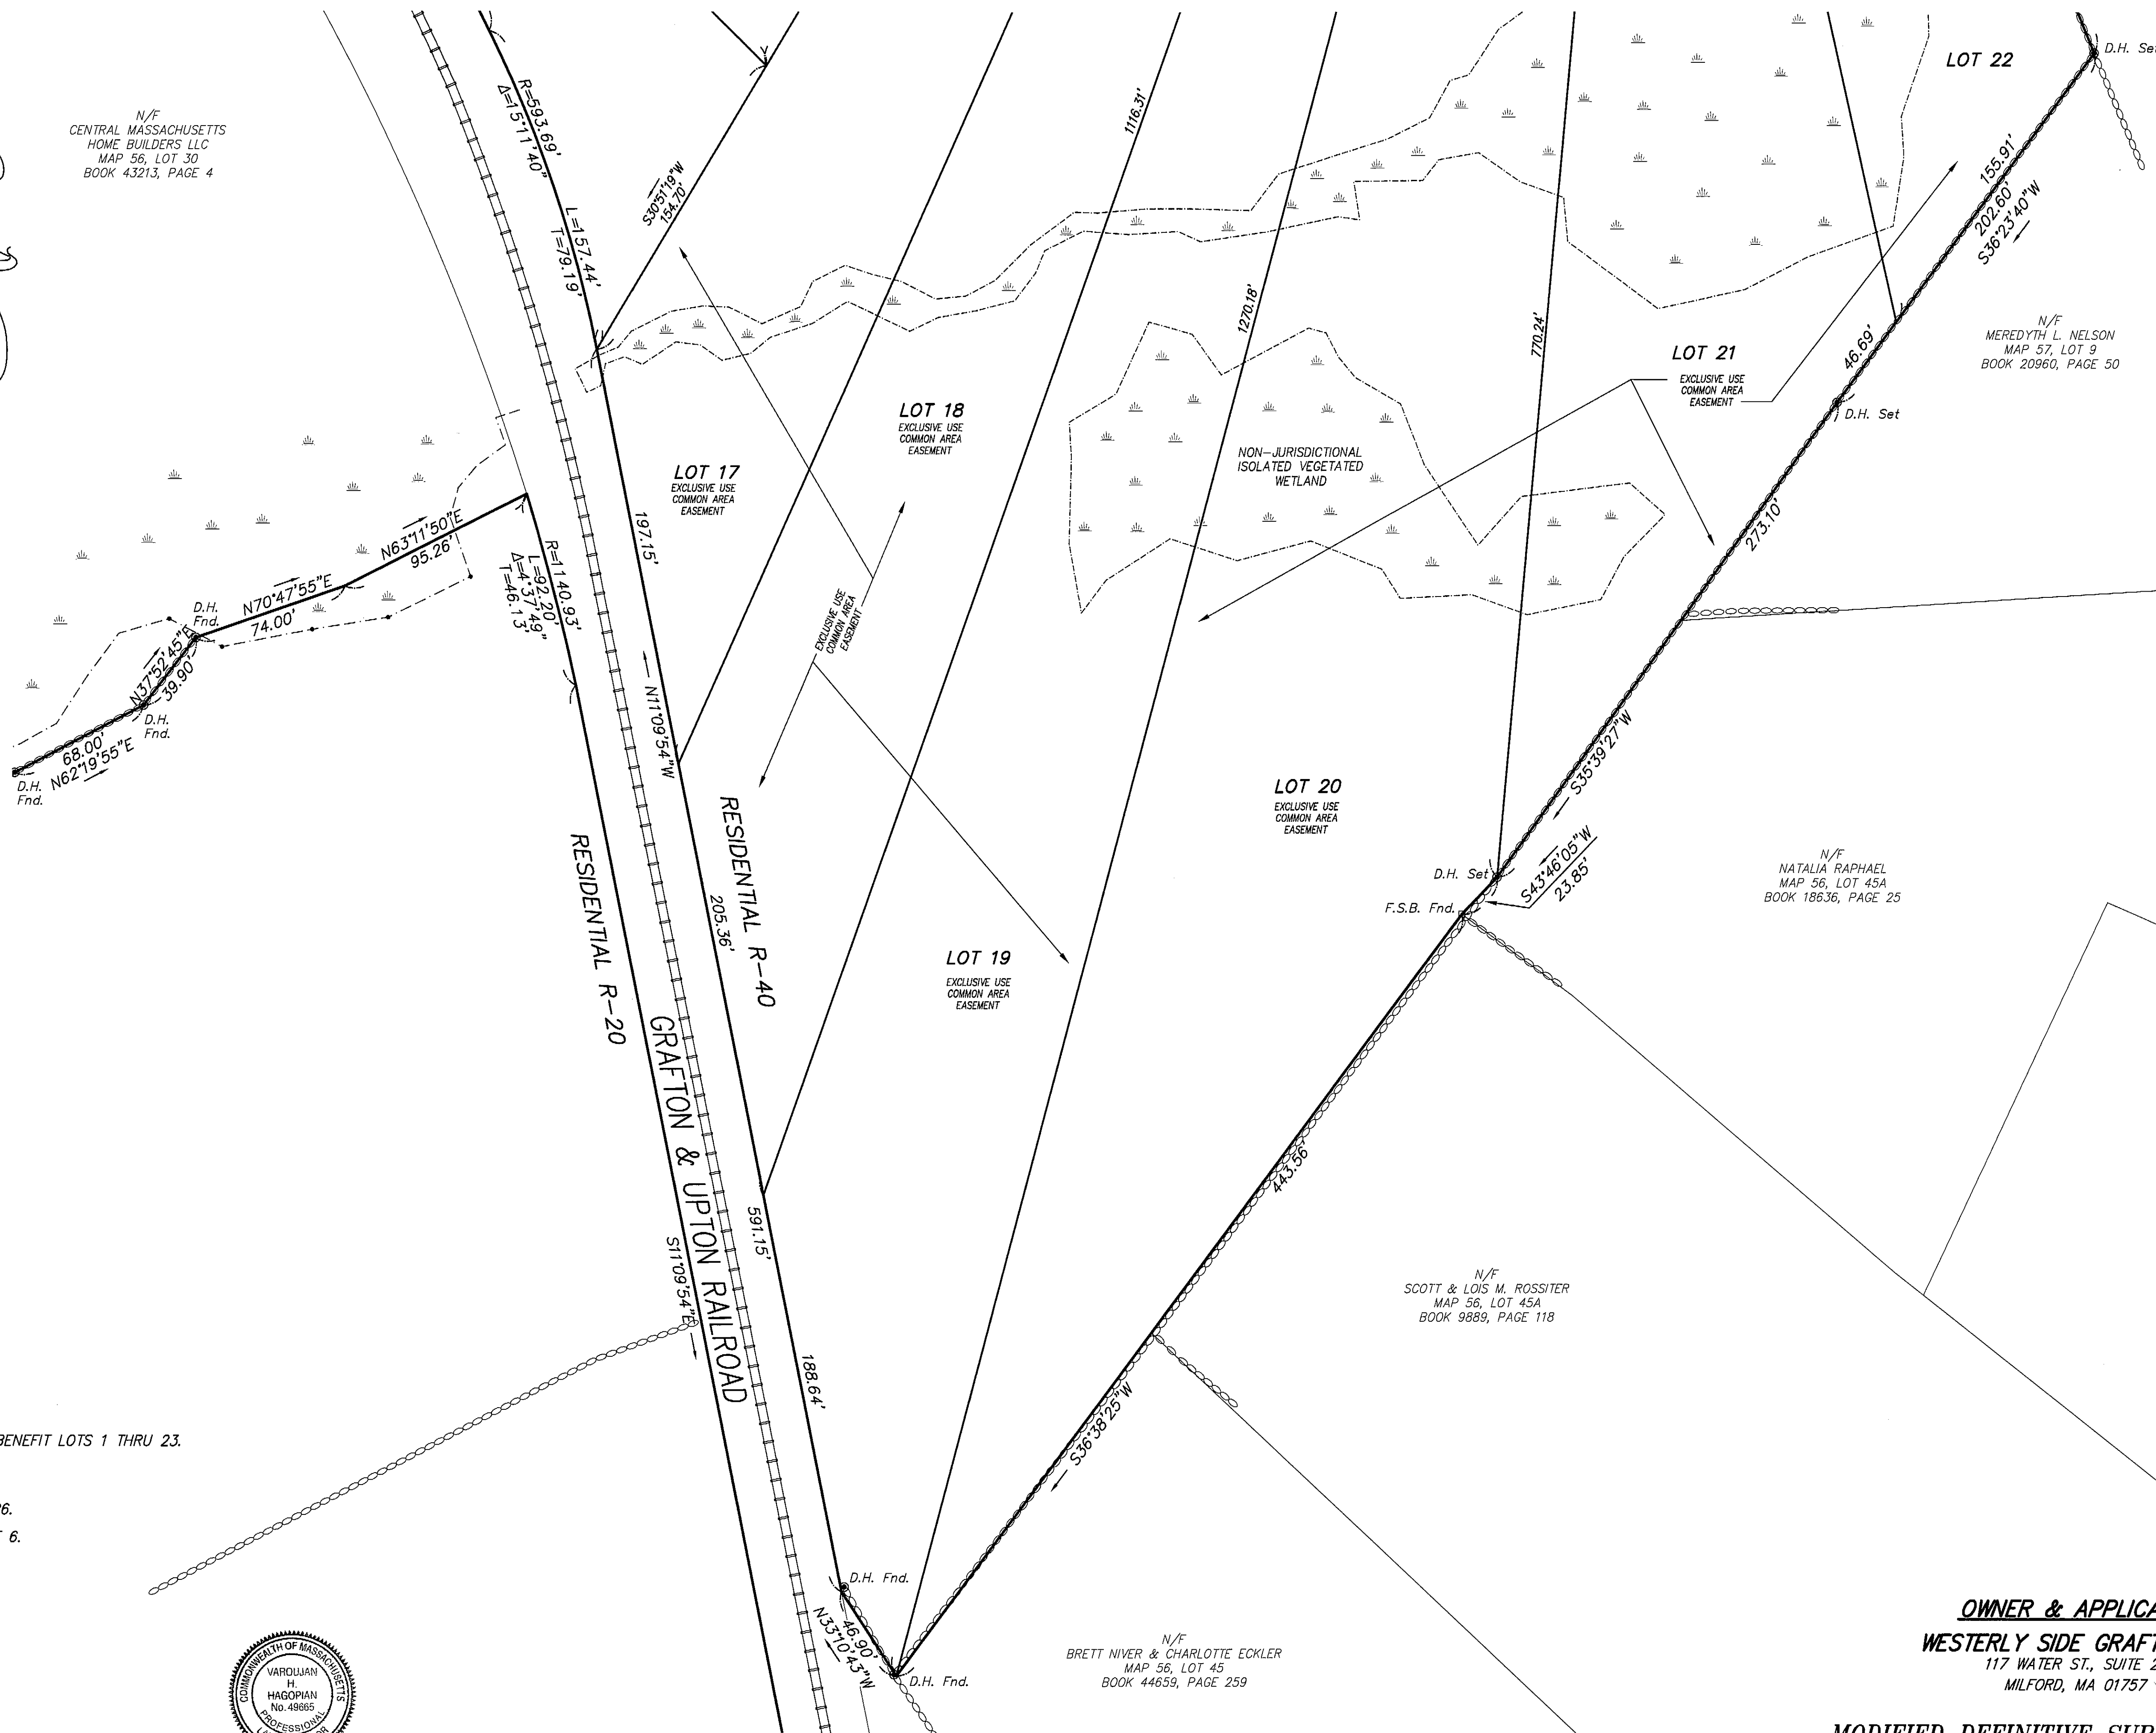 N/F
CENTRAL MASSACHUSETTS
HOME BUILDERS LLC
MAP 56, LOT 30
BOOK 43213, PAGE 4
R=593.69'
Δ=15°11'40"
L=157.44'
T=79.19'
S30°51'19"W
154.70'
1116.31'
1270.18'
770.24'
LOT 22
D.H. Set
155.91'
202.60'
S36°23'40"W
N/F
MEREDYTH L. NELSON
MAP 57, LOT 9
BOOK 20960, PAGE 50
46.69'
D.H. Set
LOT 21
EXCLUSIVE USE
COMMON AREA
EASEMENT
LOT 18
EXCLUSIVE USE
COMMON AREA
EASEMENT
LOT 17
EXCLUSIVE USE
COMMON AREA
EASEMENT
NON-JURISDICTIONAL
ISOLATED VEGETATED
WETLAND
197.15'
273.10'
N63°11'50"E
95.26'
R=1140.93'
L=92.20'
Δ=4°37'49"
T=46.13'
N70°47'55"E
74.00'
D.H.
Fnd.
N37°52'45"E
39.90'
D.H.
Fnd.
68.00'
N62°19'55"E
D.H.
Fnd.
EXCLUSIVE USE
COMMON AREA
EASEMENT
N11°09'54"W
S35°39'27"W
LOT 20
EXCLUSIVE USE
COMMON AREA
EASEMENT
RESIDENTIAL R-40
205.36'
RESIDENTIAL R-20
D.H. Set
S43°46'05"W
23.85'
F.S.B. Fnd.
N/F
NATALIA RAPHAEL
MAP 56, LOT 45A
BOOK 18636, PAGE 25
LOT 19
EXCLUSIVE USE
COMMON AREA
EASEMENT
GRAFTON & UPTON RAILROAD
443.56'
591.15'
S11°09'54"E
N/F
SCOTT & LOIS M. ROSSITER
MAP 56, LOT 45A
BOOK 9889, PAGE 118
188.64'
S36°38'25"W
BENEFIT LOTS 1 THRU 23.
26.
6.
D.H. Fnd.
46.90'
N33°10'43"W
D.H. Fnd.
N/F
BRETT NIVER & CHARLOTTE ECKLER
MAP 56, LOT 45
BOOK 44659, PAGE 259
COMMONWEALTH OF MASSACHUSETTS
VAROUJAN
H.
HAGOPIAN
No. 49665
PROFESSIONAL
OWNER & APPLICA
WESTERLY SIDE GRAFT
117 WATER ST., SUITE 2
MILFORD, MA 01757
MODIFIED DEFINITIVE SUB